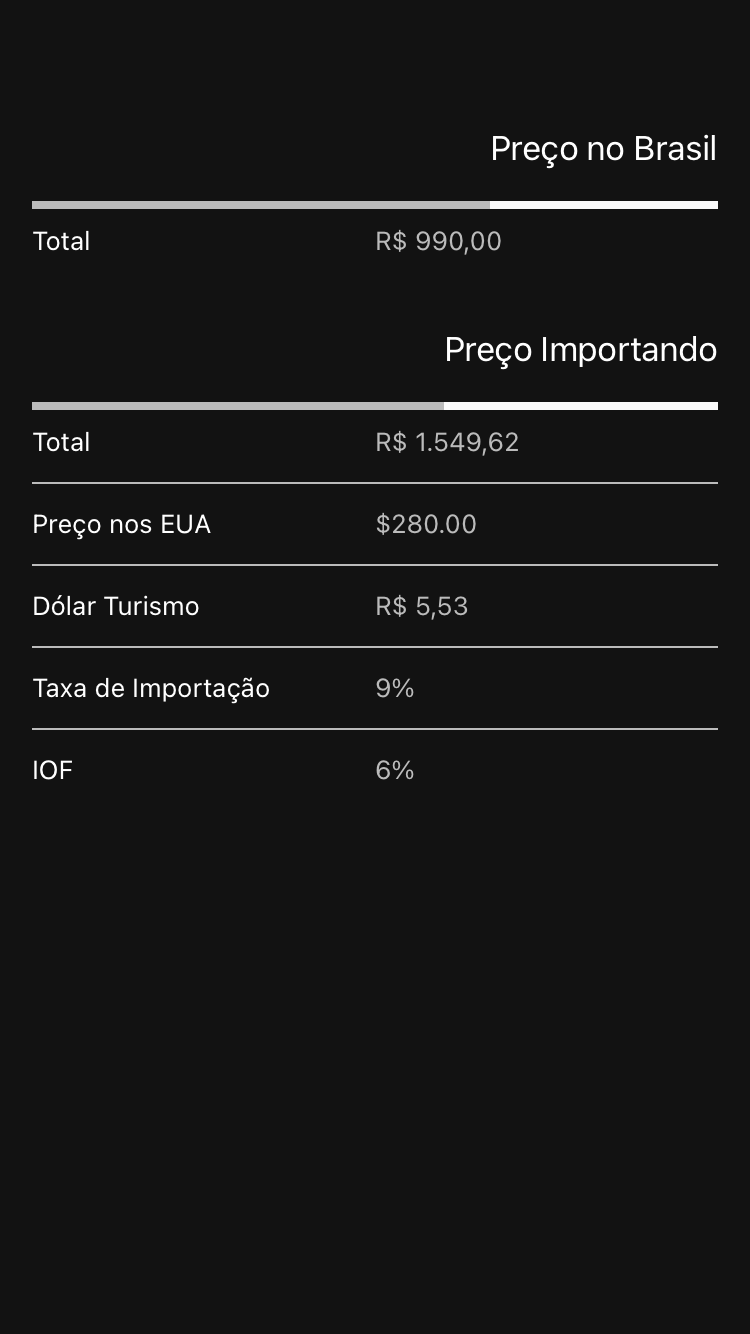 Preço no Brasil
Total R$ 990,00
Preço Importando
Total R$ 1.549,62
Preço nos EUA $280.00
Dólar Turismo R$ 5,53
Taxa de Importação 9%
IOF 6%